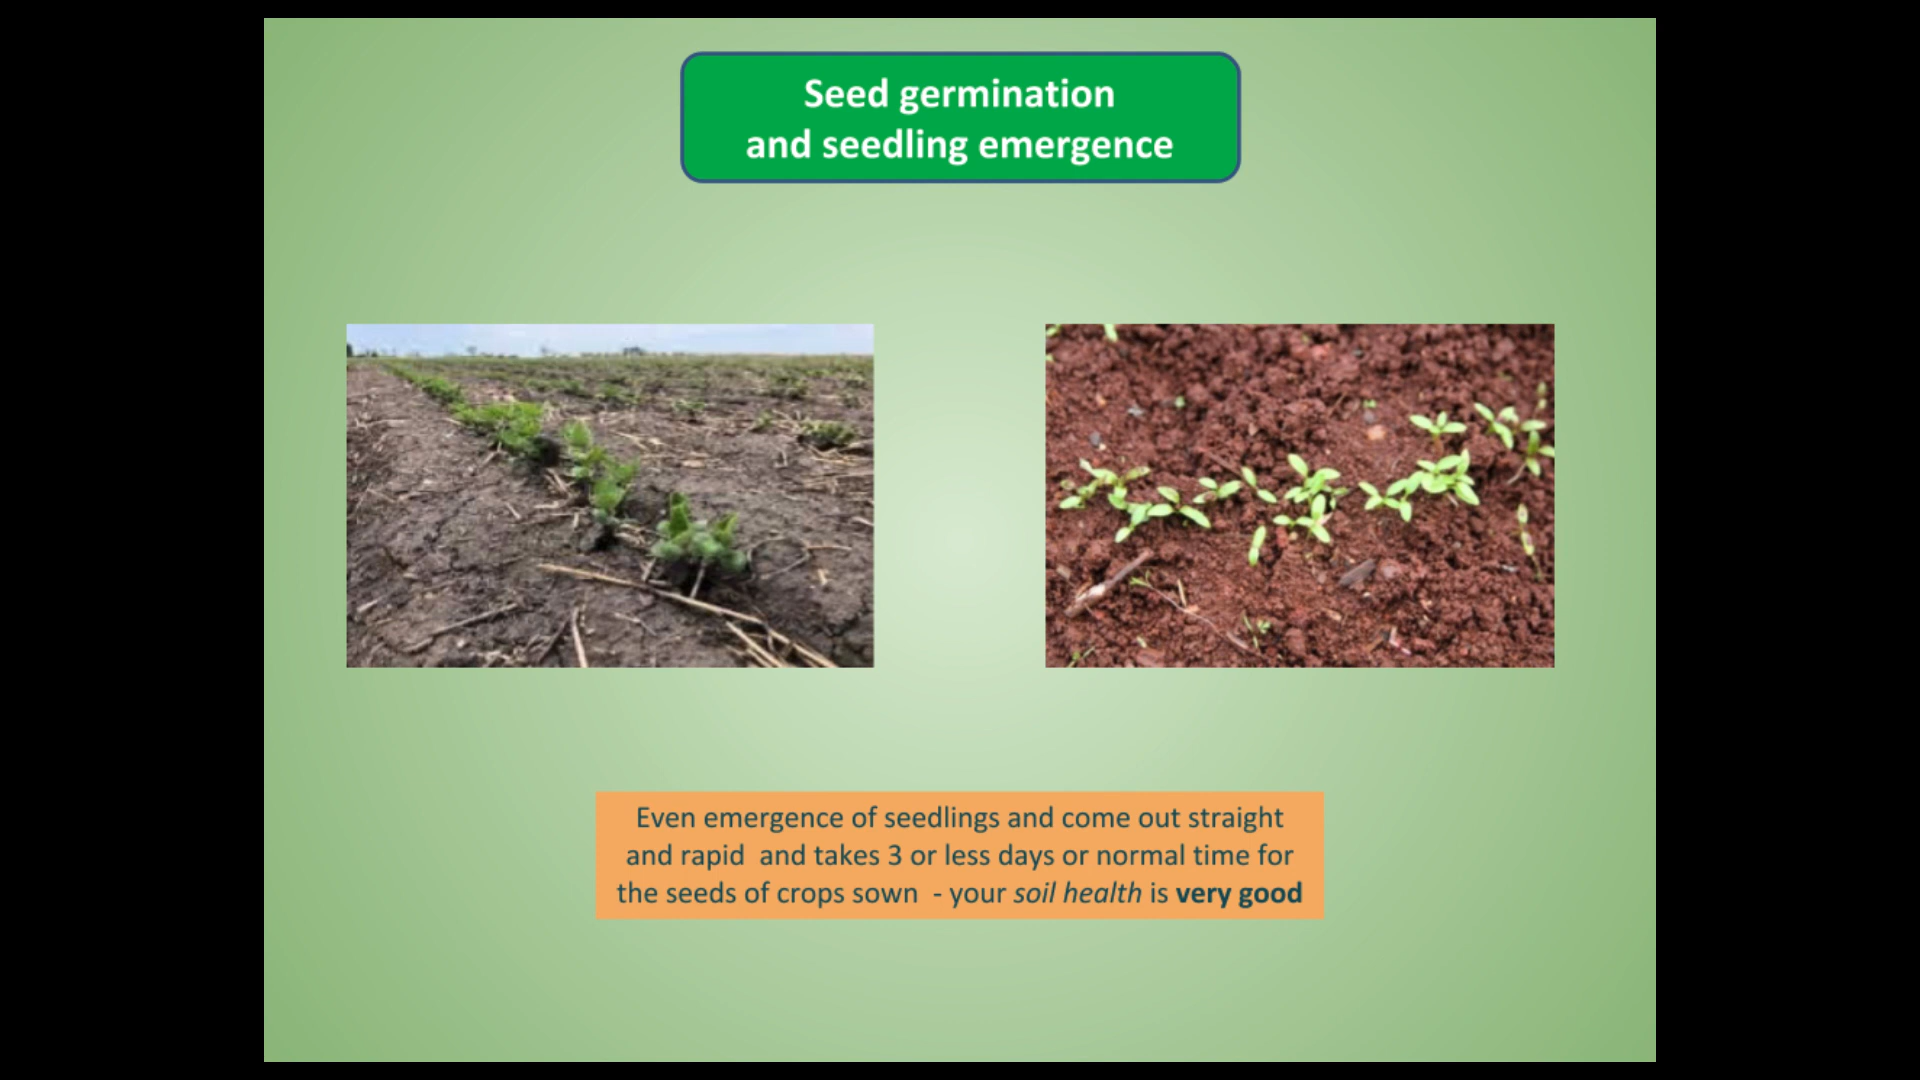 Seed germination
and seedling emergence
Even emergence of seedlings and come out straight
and rapid  and takes 3 or less days or normal time for
the seeds of crops sown  - your soil health is very good